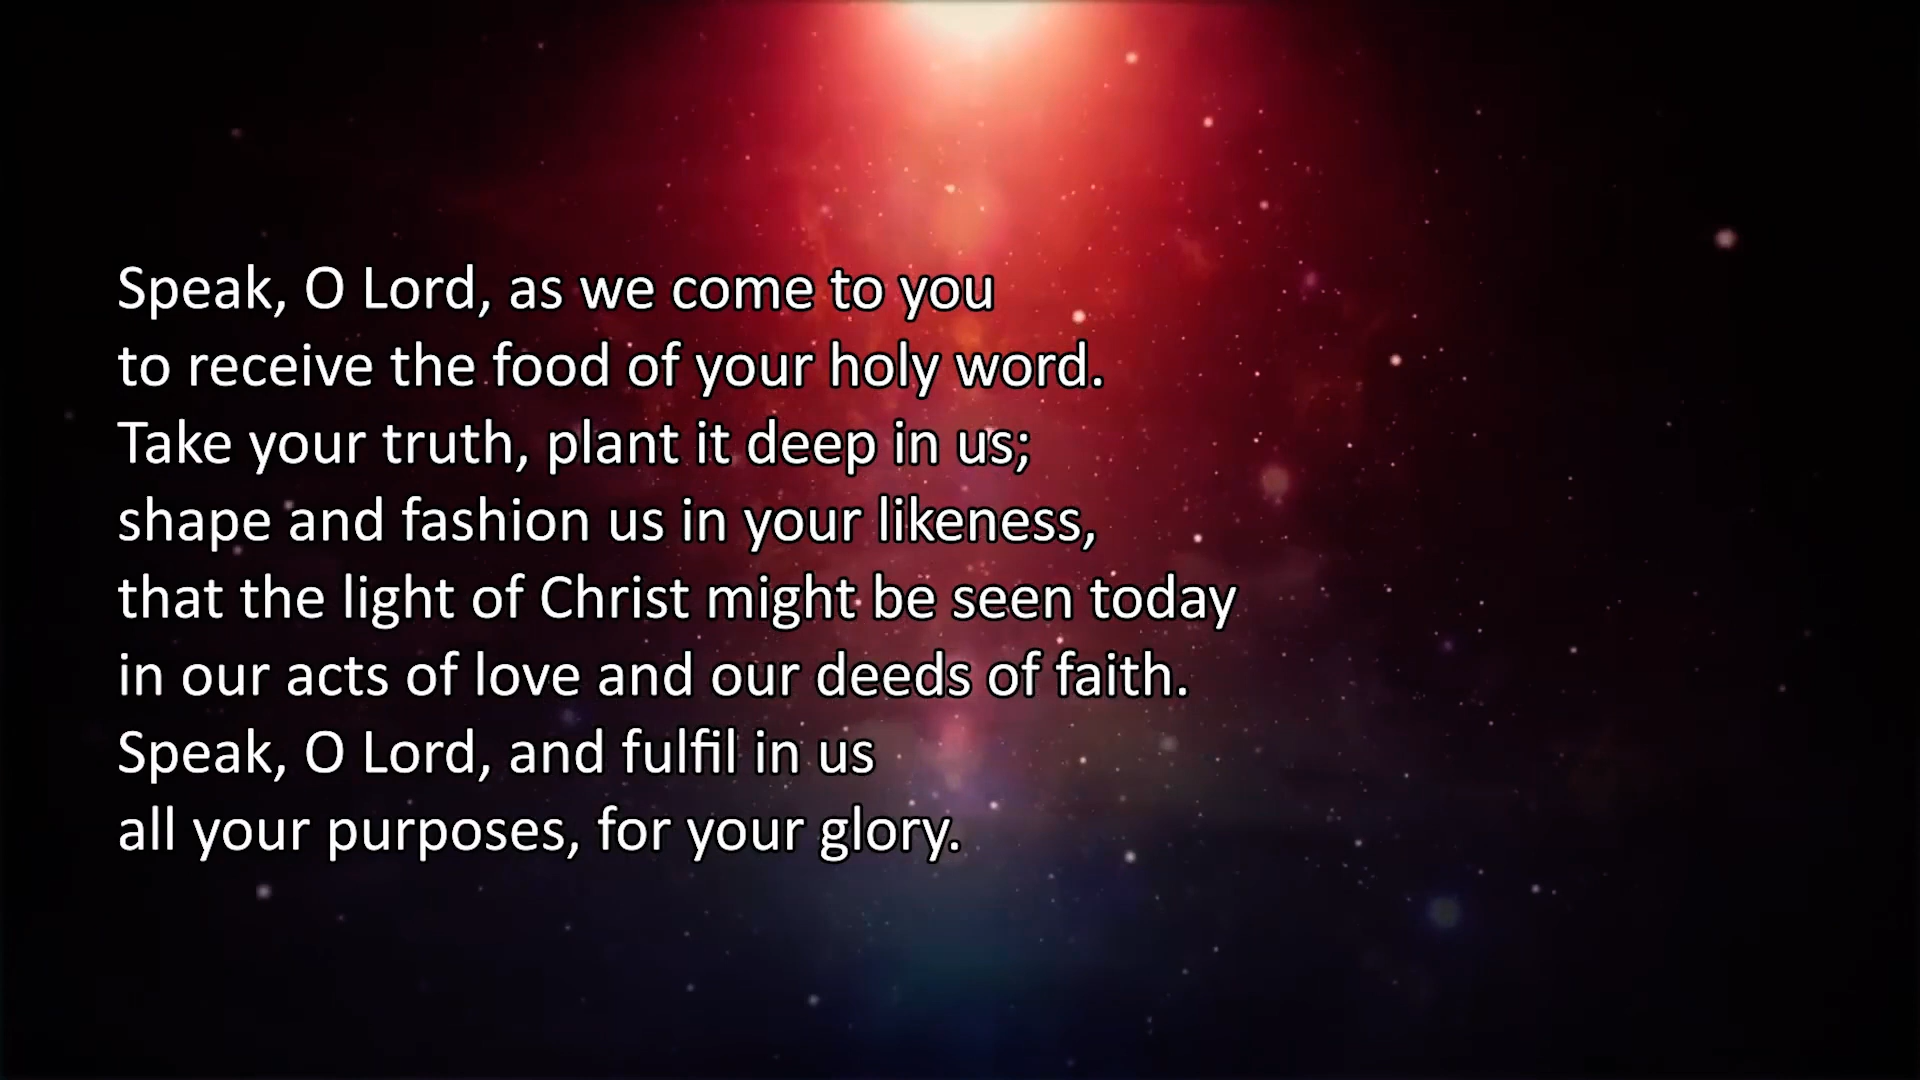 Speak, O Lord, as we come to you
to receive the food of your holy word.
Take your truth, plant it deep in us;
shape and fashion us in your likeness,
that the light of Christ might be seen today
in our acts of love and our deeds of faith.
Speak, O Lord, and fulfil in us
all your purposes, for your glory.